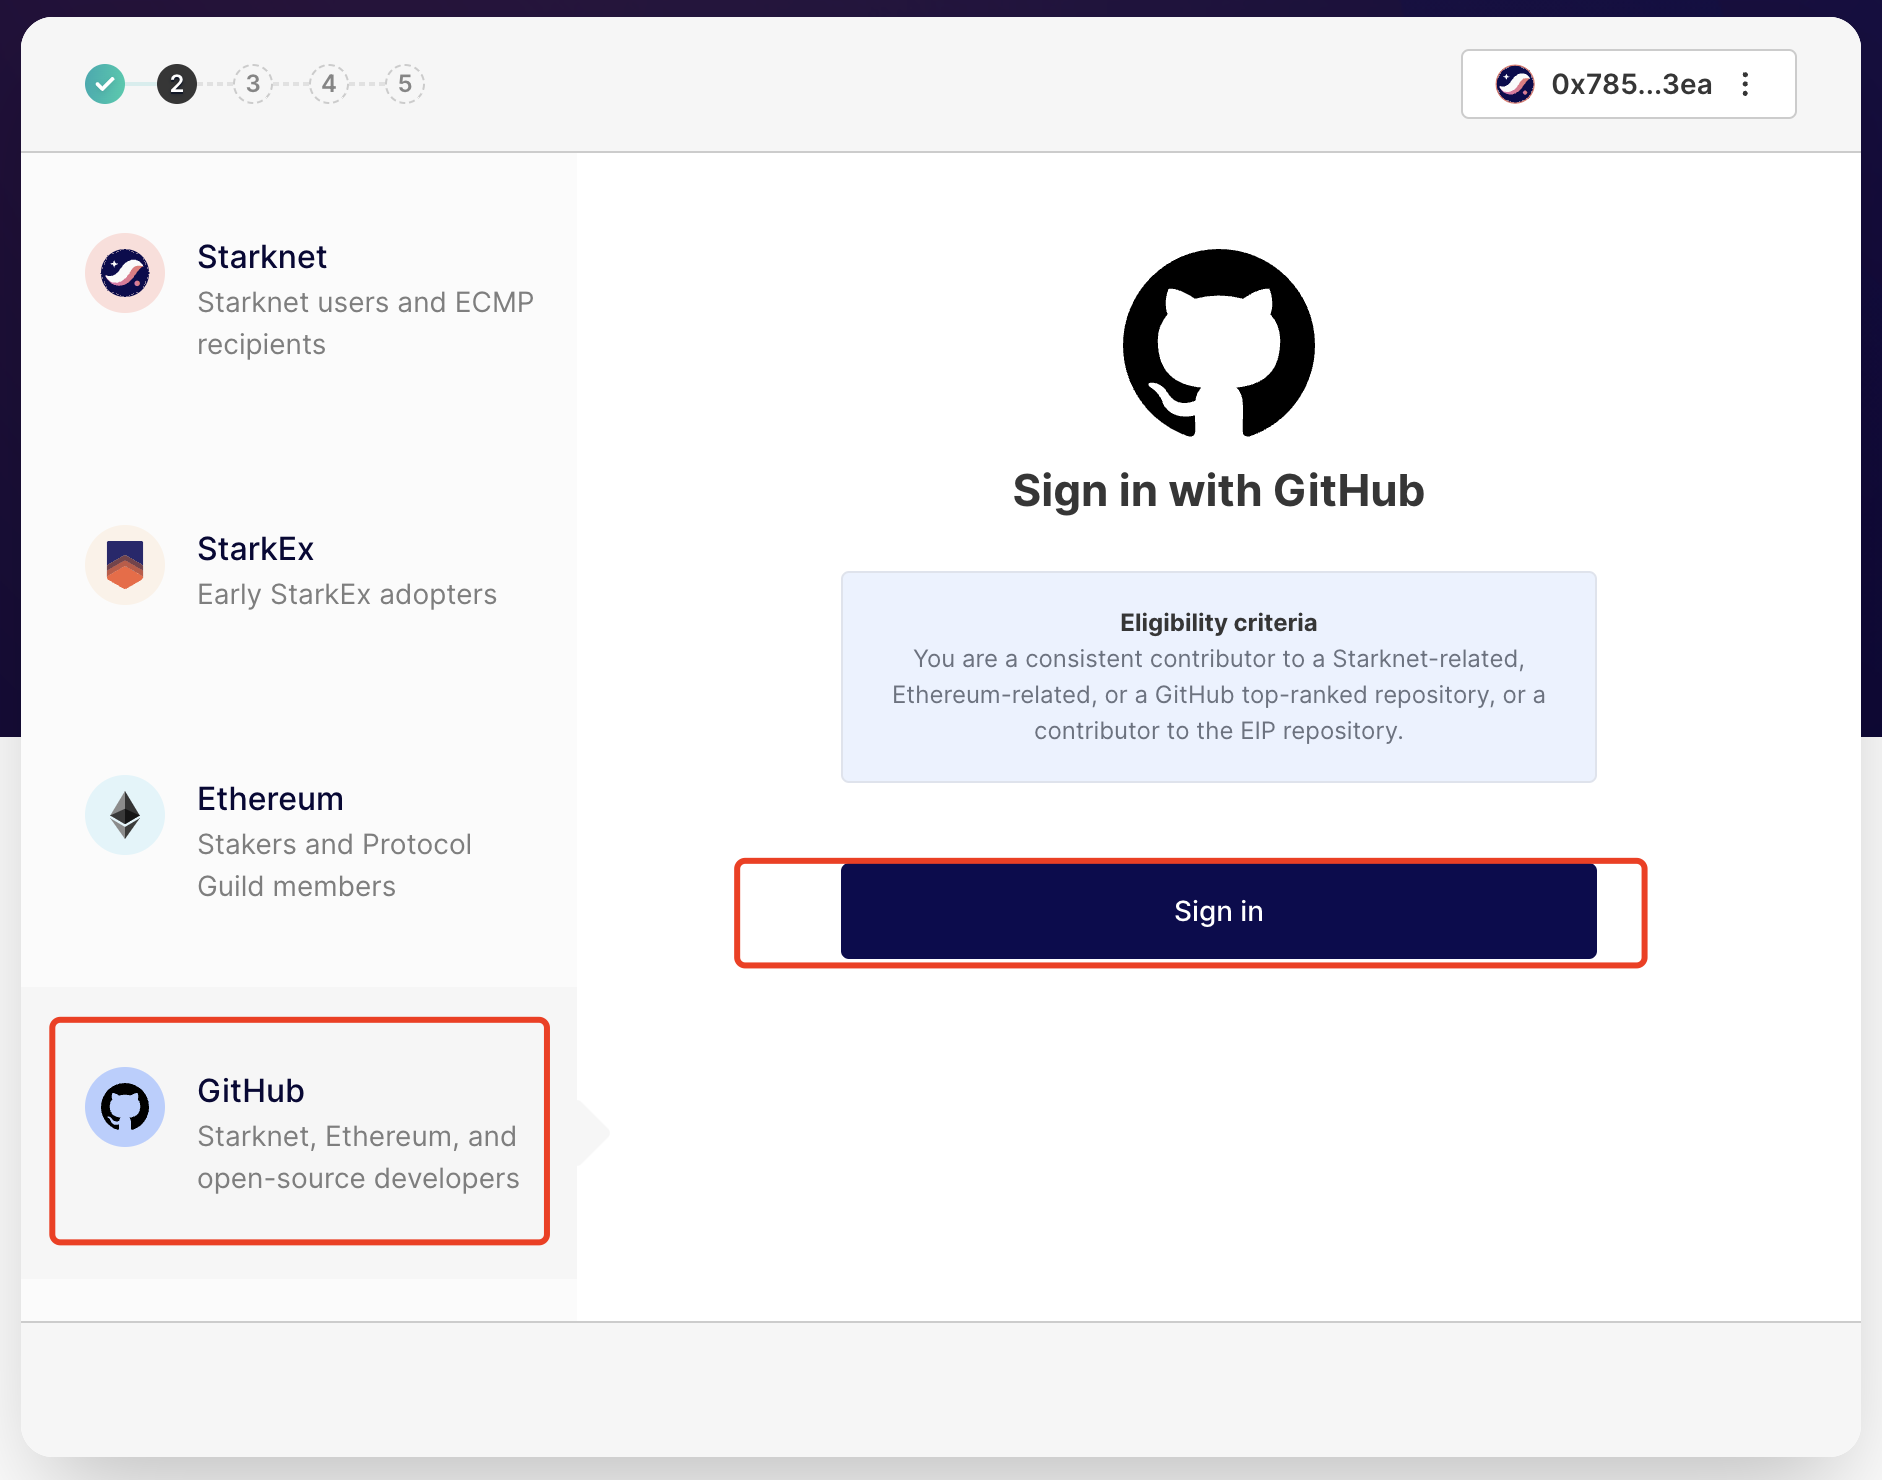 2
3
4
5
0x785...3ea
Starknet
Starknet users and ECMP
recipients
StarkEx
Early StarkEx adopters
Ethereum
Stakers and Protocol
Guild members
GitHub
Starknet, Ethereum, and
open-source developers
Sign in with GitHub
Eligibility criteria
You are a consistent contributor to a Starknet-related,
Ethereum-related, or a GitHub top-ranked repository, or a
contributor to the EIP repository.
Sign in